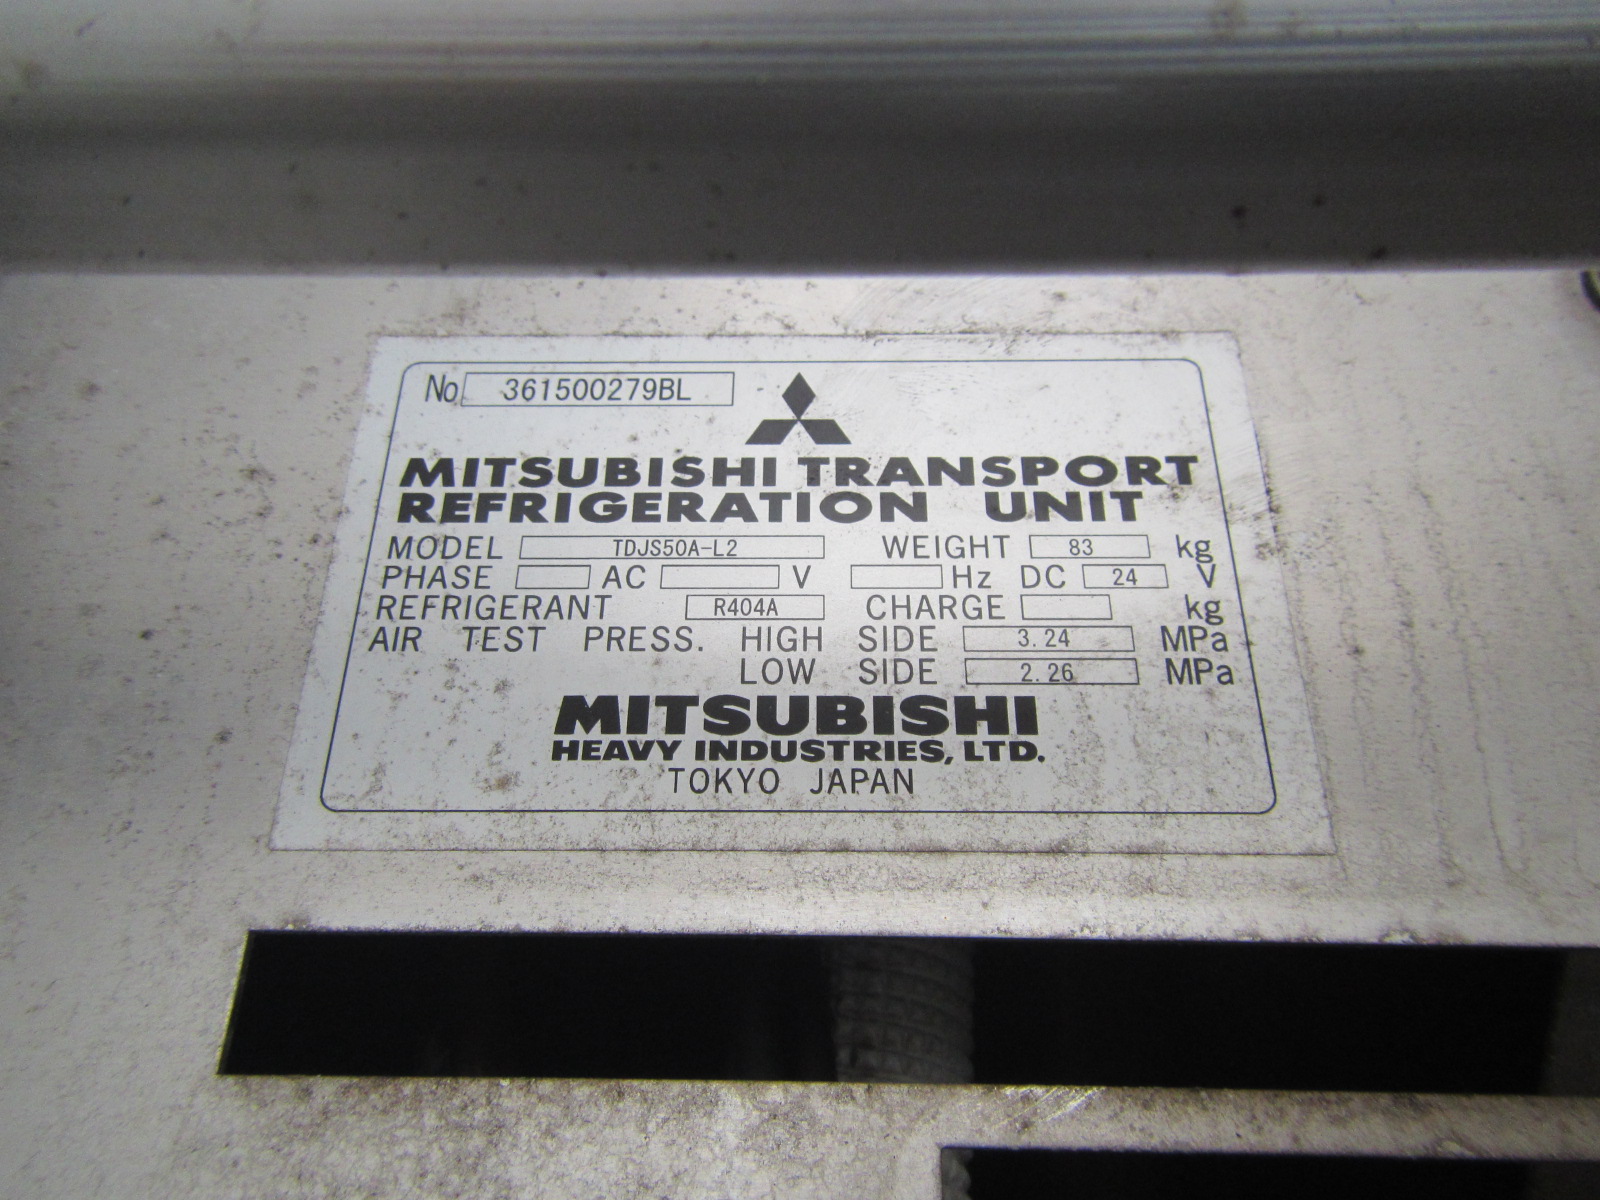 No 361500279BL
MITSUBISHI TRANSPORT
REFRIGERATION UNIT
MODEL TDJS50A-L2 WEIGHT 83 kg
PHASE AC V Hz DC 24 V
REFRIGERANT R404A CHARGE kg
AIR TEST PRESS. HIGH SIDE 3.24 MPa
LOW SIDE 2.26 MPa
MITSUBISHI
HEAVY INDUSTRIES, LTD.
TOKYO JAPAN